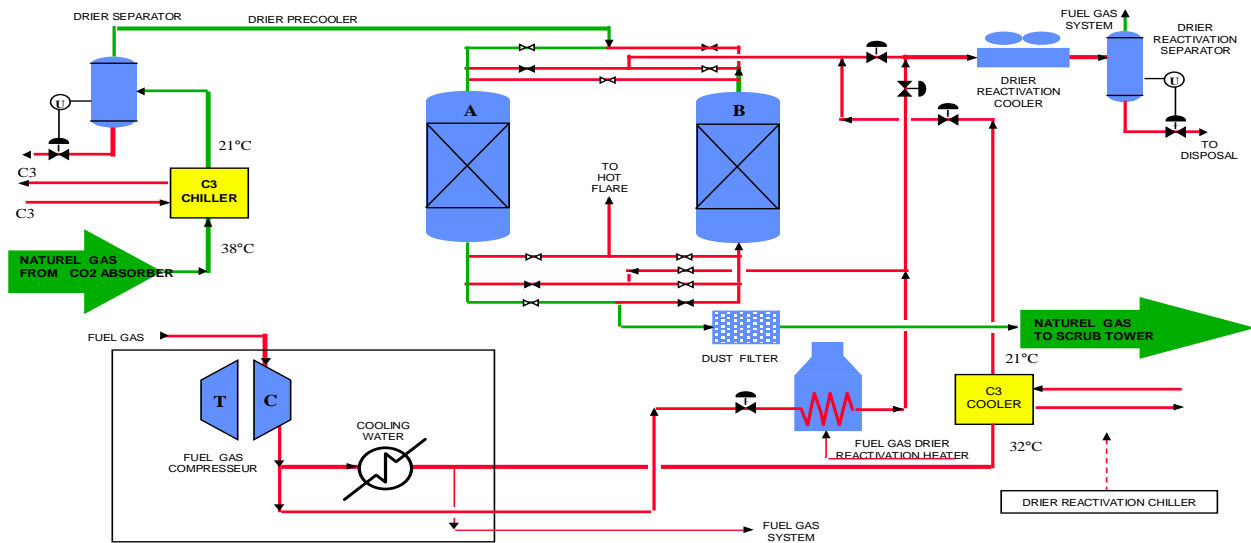 DRIER SEPARATOR
DRIER PRECOOLER
FUEL GAS
SYSTEM
DRIER
REACTIVATION
SEPARATOR
U
21°C
C3
C3
CHILLER
C3
38°C
NATUREL GAS
FROM CO2 ABSORBER
A
B
TO
HOT
FLARE
DRIER
REACTIVATION
COOLER
U
TO
DISPOSAL
NATUREL GAS
TO SCRUB TOWER
DUST FILTER
FUEL GAS
T
C
FUEL GAS
COMPRESSEUR
COOLING
WATER
FUEL GAS DRIER
REACTIVATION HEATER
21°C
C3
COOLER
32°C
DRIER REACTIVATION CHILLER
FUEL GAS
SYSTEM